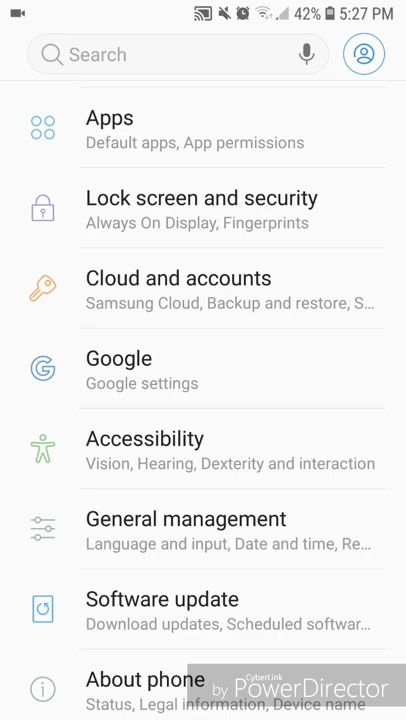 42% 5:27 PM
Search
Apps
Default apps, App permissions
Lock screen and security
Always On Display, Fingerprints
Cloud and accounts
Samsung Cloud, Backup and restore, S...
Google
Google settings
Accessibility
Vision, Hearing, Dexterity and interaction
General management
Language and input, Date and time, Re...
Software update
Download updates, Scheduled softwar...
About phone
Status, Legal information, Device name
CyberLink
by PowerDirector